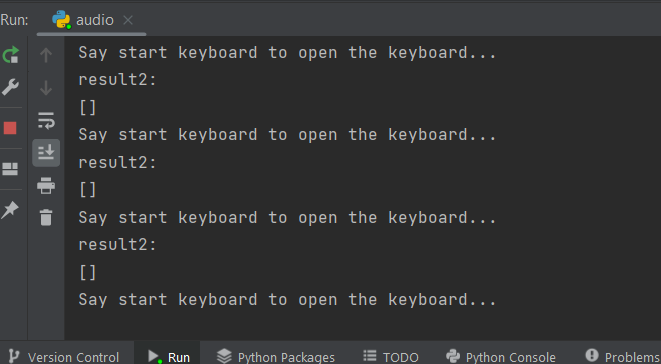 Run:
audio
Say start keyboard to open the keyboard...
result2:
[]
Say start keyboard to open the keyboard...
result2:
[]
Say start keyboard to open the keyboard...
result2:
[]
Say start keyboard to open the keyboard...
Version Control
Run
Python Packages
TODO
Python Console
Problems